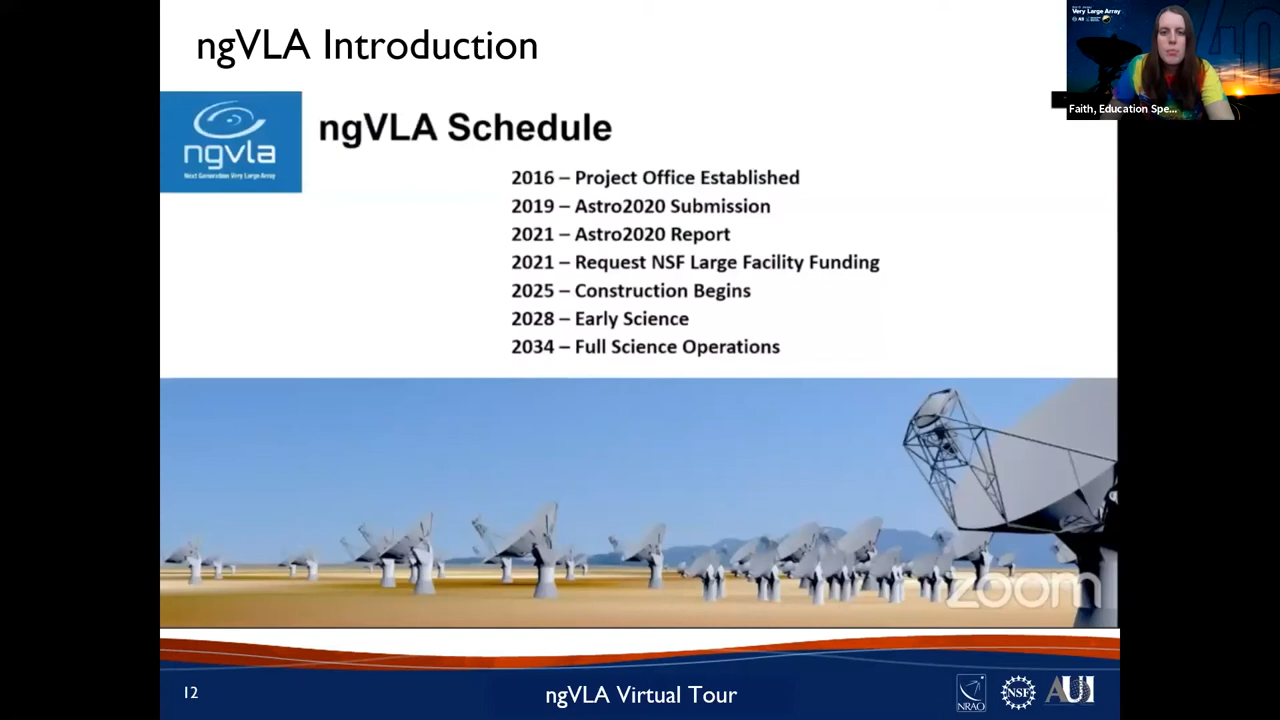 ngVLA Introduction
Very Large Array
40
Faith, Education Spe...
ngvla
Next Generation Very Large Array
ngVLA Schedule
2016 – Project Office Established
2019 – Astro2020 Submission
2021 – Astro2020 Report
2021 – Request NSF Large Facility Funding
2025 – Construction Begins
2028 – Early Science
2034 – Full Science Operations
zoom
12
ngVLA Virtual Tour
NRAO
NSF
AUI